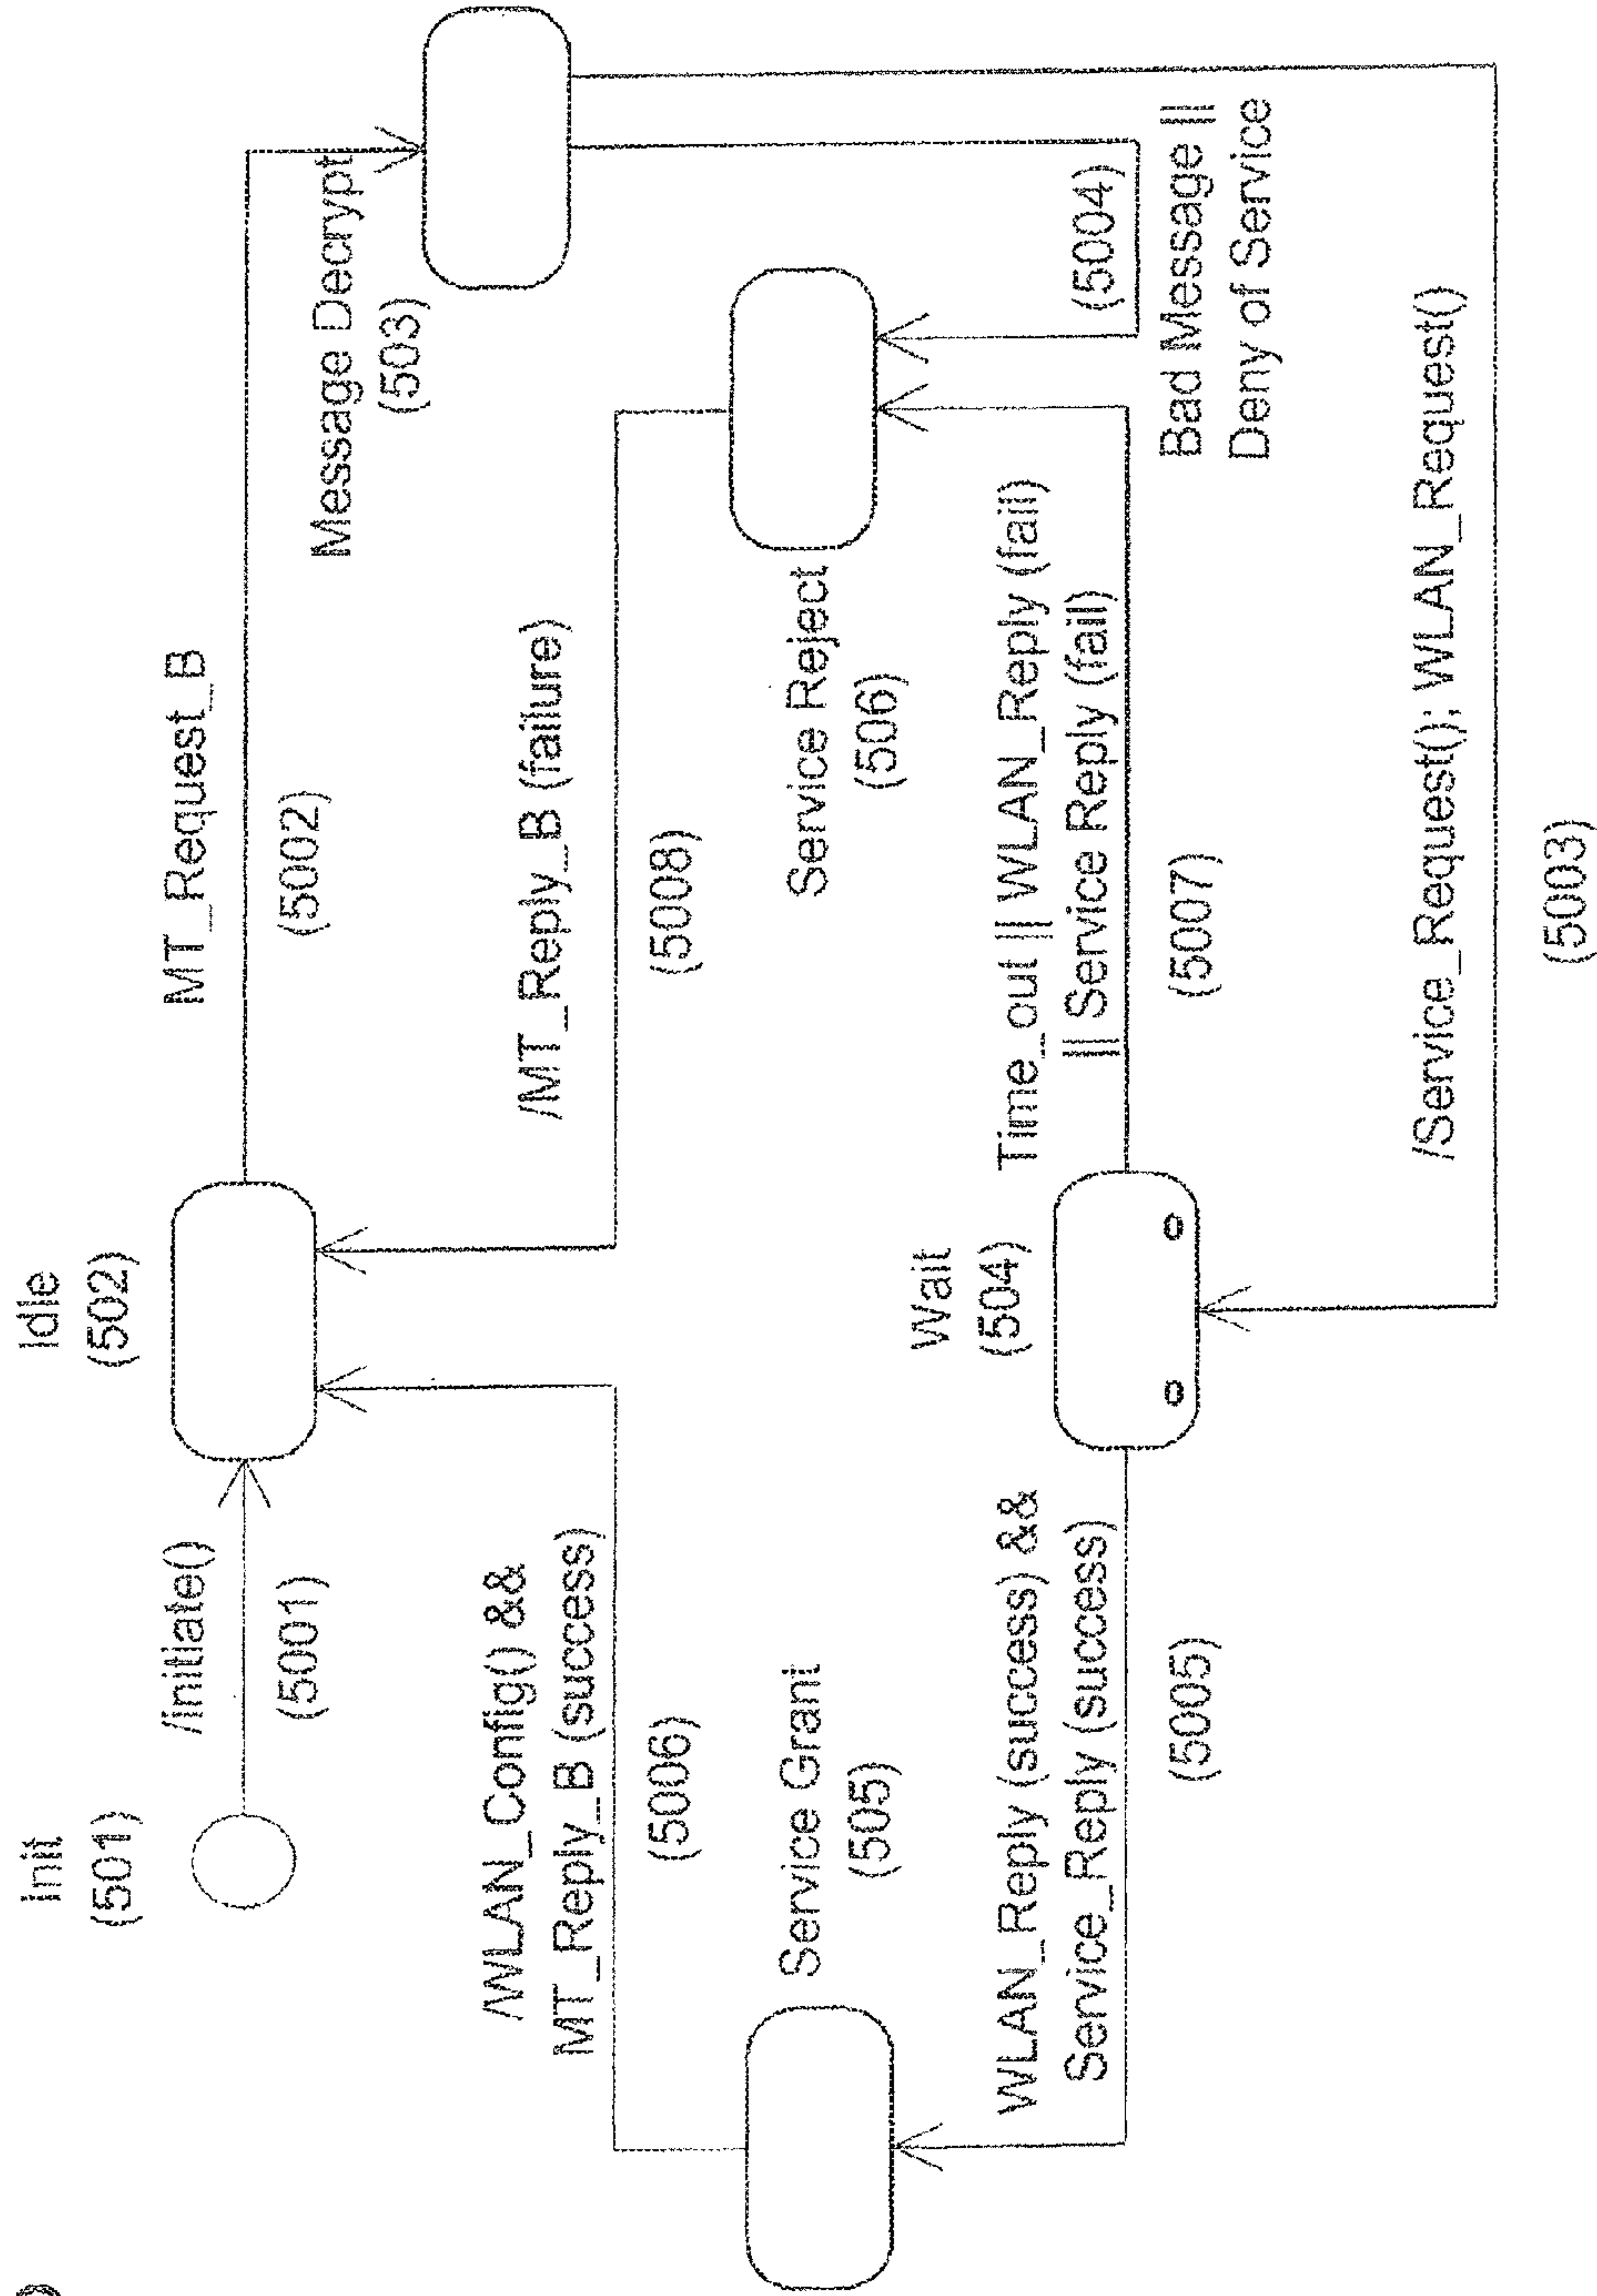 Init
(501)
/initiate()
(5001)
Idle
(502)
MT_Request_B
(5002)
Message Decrypt
(503)
/WLAN_Config() &&
MT_Reply_B (success)
(5006)
/MT_Reply_B (failure)
(5008)
Service Grant
(505)
Service Reject
(506)
Wait
(504)
WLAN_Reply (success) &&
Service_Reply (success)
(5005)
Time_out || WLAN_Reply (fail)
|| Service Reply (fail)
(5007)
(5004)
Bad Message ||
Deny of Service
/Service_Request(); WLAN_Request()
(5003)